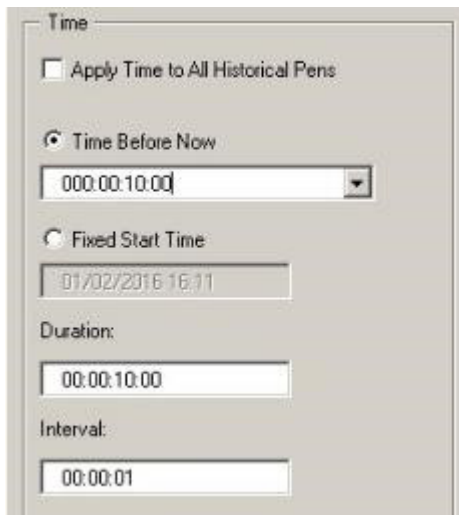 Time
Apply Time to All Historical Pens
Time Before Now
000:00:10:00
Fixed Start Time
01/02/2016 16:11
Duration:
00:00:10:00
Interval:
00:00:01